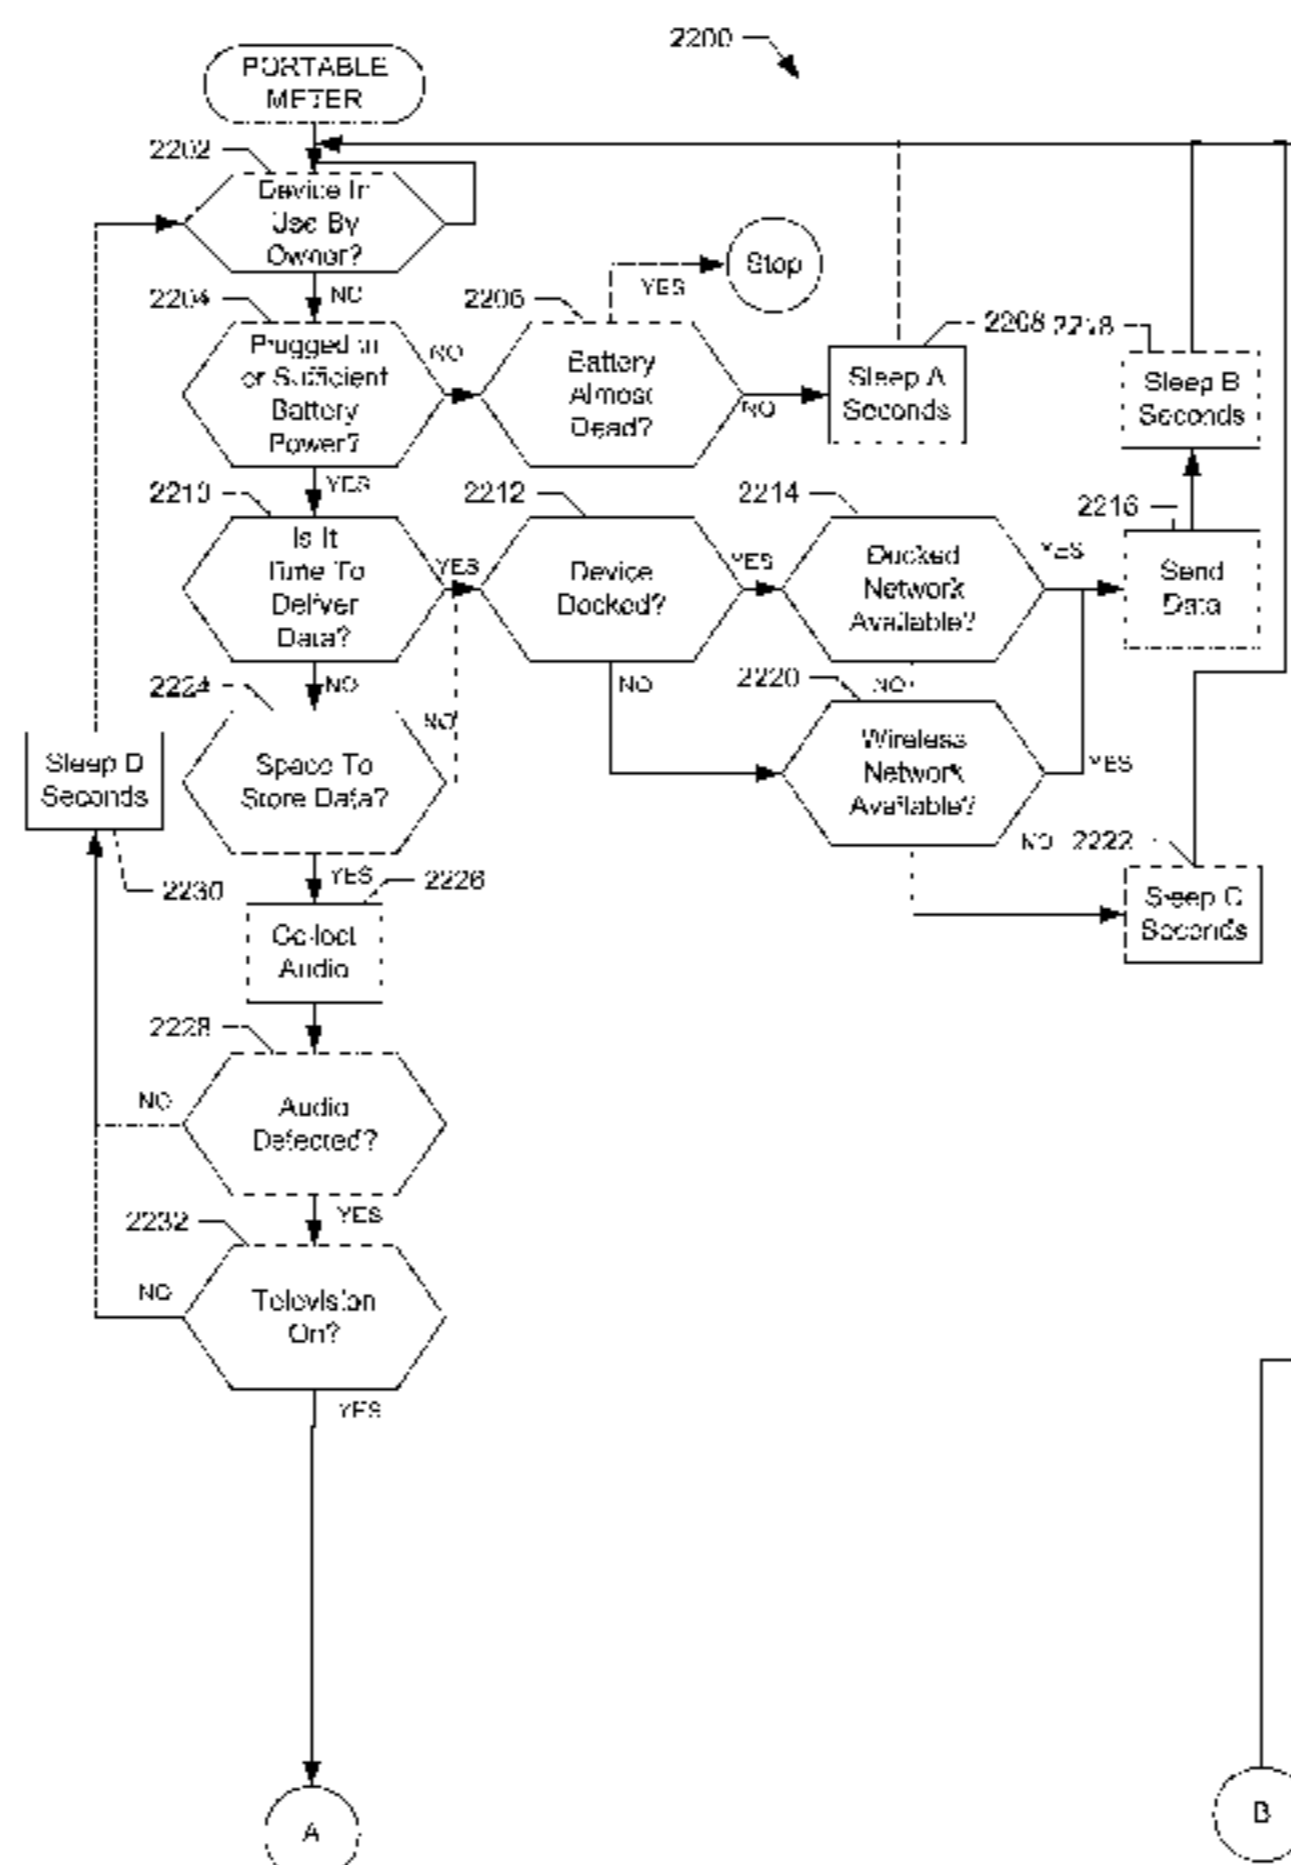 2200
PORTABLE
METER
2202
Device In
Use By
Owner?
NO
2204
Plugged In
or Sufficient
Battery
Power?
NO
YES
2206
Battery
Almost
Dead?
YES
Stop
NO
2208
Sleep A
Seconds
2218
Sleep B
Seconds
2210
Is It
Time To
Deliver
Data?
YES
NO
2212
Device
Docked?
YES
NO
2214
Docked
Network
Available?
YES
NO
2216
Send
Data
2220
Wireless
Network
Available?
YES
NO
2222
Sleep C
Seconds
2224
Space To
Store Data?
NO
YES
Sleep D
Seconds
2230
2226
Collect
Audio
2228
Audio
Detected?
NO
YES
2232
Television
On?
NO
YES
A
B